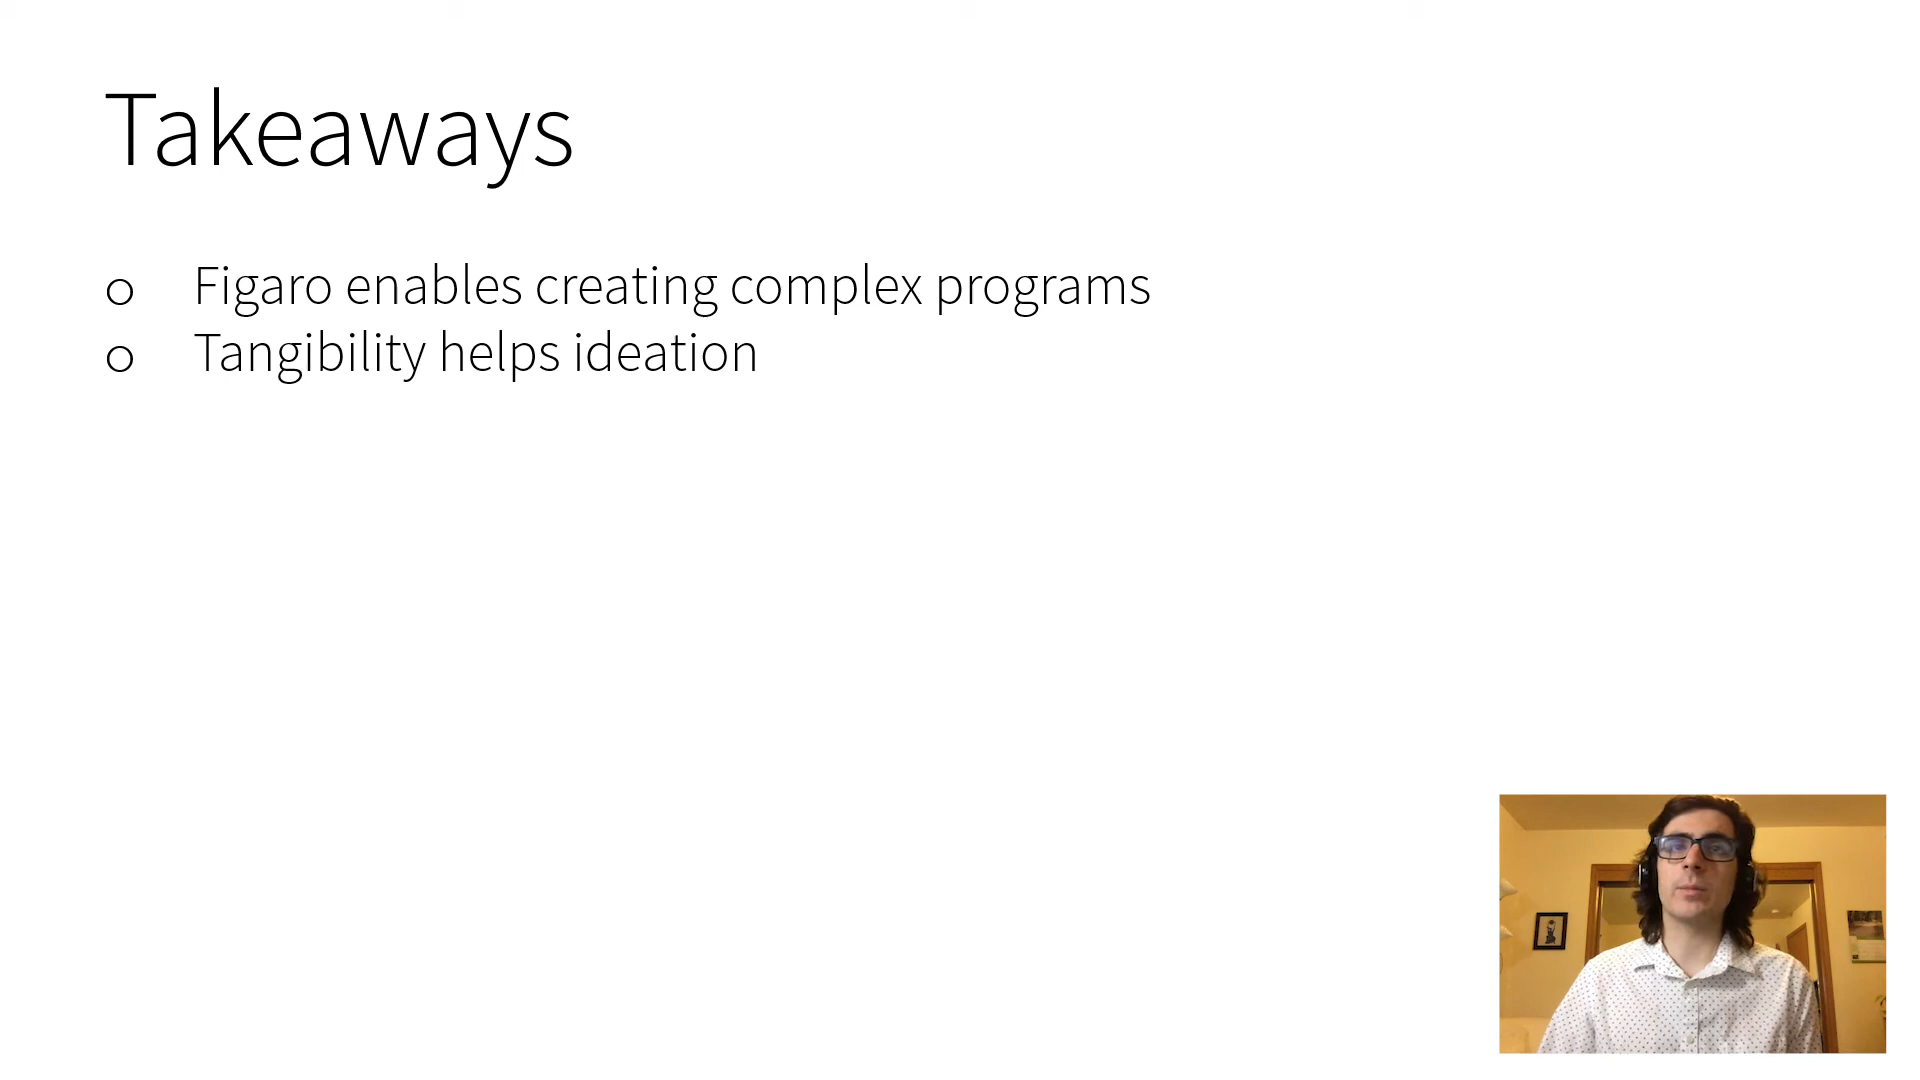 Takeaways
Figaro enables creating complex programs
Tangibility helps ideation